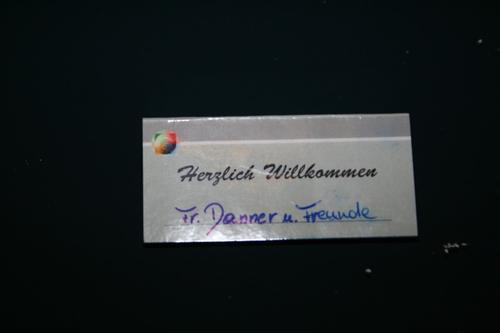 Herzlich Willkommen
Fr. Danner u. Freunde